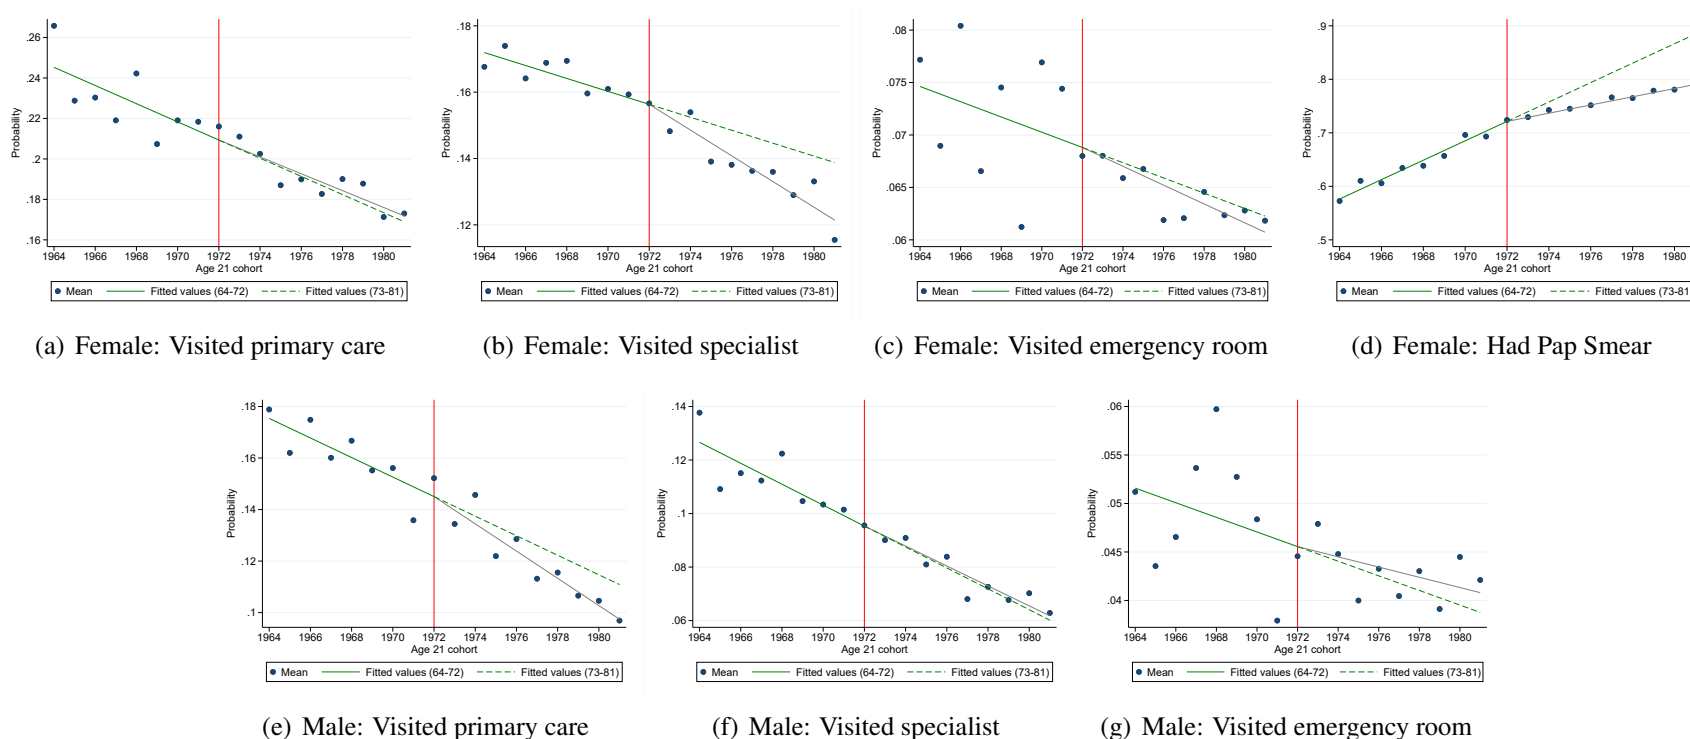 .26
.24
.22
.2
.18
.16
Probability
1964 1966 1968 1970 1972 1974 1976 1978 1980
Age 21 cohort
Mean Fitted values (64-72) Fitted values (73-81)
(a) Female: Visited primary care
.18
.16
.14
.12
Probability
1964 1966 1968 1970 1972 1974 1976 1978 1980
Age 21 cohort
Mean Fitted values (64-72) Fitted values (73-81)
(b) Female: Visited specialist
.08
.075
.07
.065
.06
Probability
1964 1966 1968 1970 1972 1974 1976 1978 1980
Age 21 cohort
Mean Fitted values (64-72) Fitted values (73-81)
(c) Female: Visited emergency room
.9
.8
.7
.6
.5
Probability
1964 1966 1968 1970 1972 1974 1976 1978 1980
Age 21 cohort
Mean Fitted values (64-72) Fitted values (73-81)
(d) Female: Had Pap Smear
.18
.16
.14
.12
.1
Probability
1964 1966 1968 1970 1972 1974 1976 1978 1980
Age 21 cohort
Mean Fitted values (64-72) Fitted values (73-81)
(e) Male: Visited primary care
.14
.12
.1
.08
.06
Probability
1964 1966 1968 1970 1972 1974 1976 1978 1980
Age 21 cohort
Mean Fitted values (64-72) Fitted values (73-81)
(f) Male: Visited specialist
.06
.055
.05
.045
.04
Probability
1964 1966 1968 1970 1972 1974 1976 1978 1980
Age 21 cohort
Mean Fitted values (64-72) Fitted values (73-81)
(g) Male: Visited emergency room